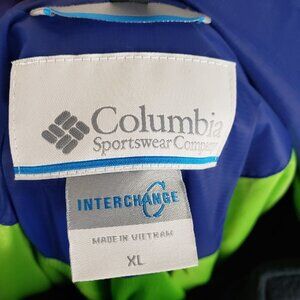 Columbia
Sportswear Company
INTERCHANGE
MADE IN VIETNAM
XL